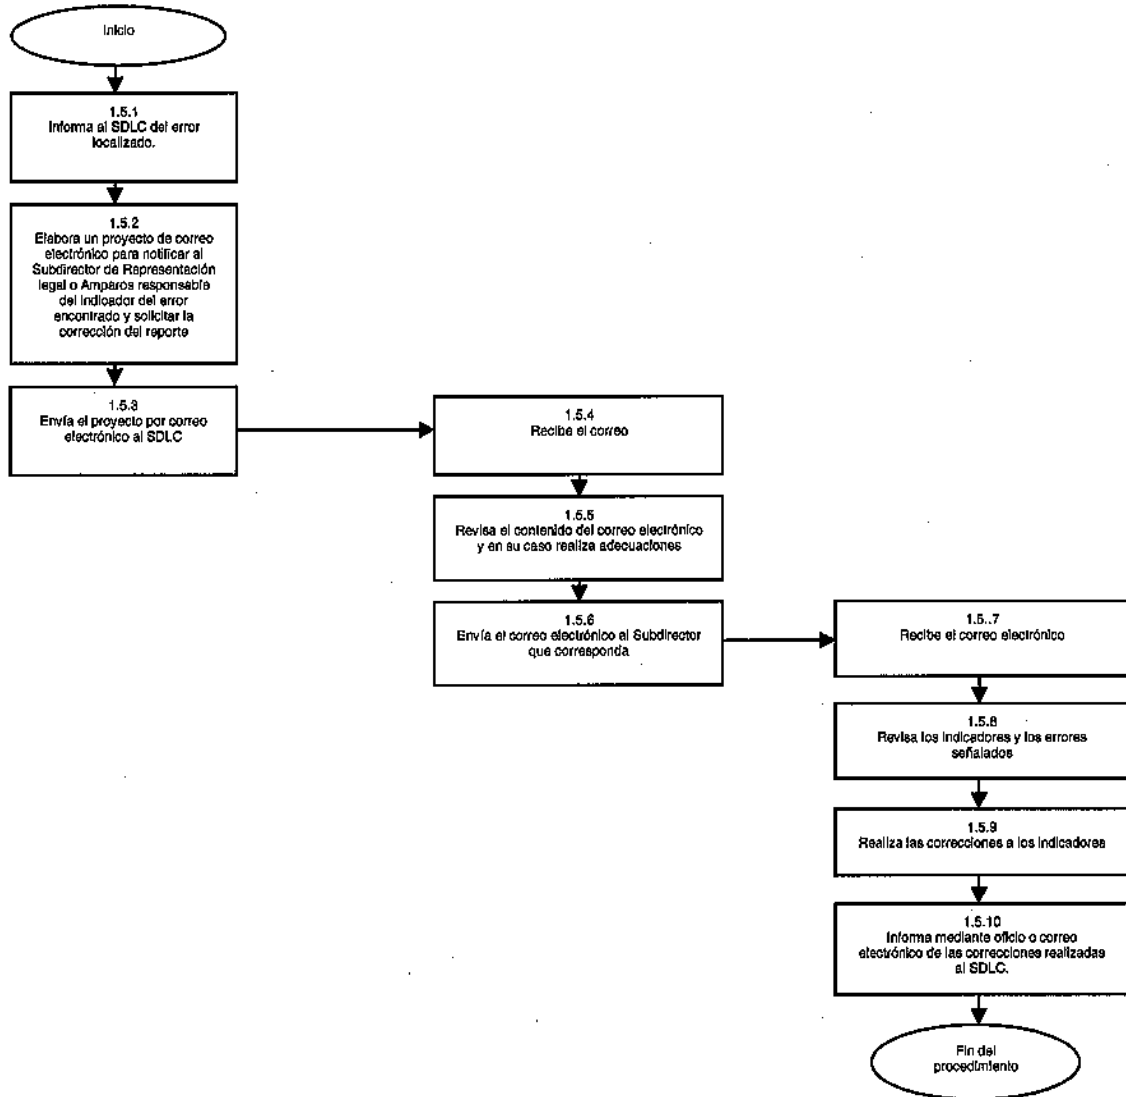 Inicio
1.5.1
Informa al SDLC del error
localizado.
1.5.2
Elabora un proyecto de correo
electrónico para notificar al
Subdirector de Representación
legal o Amparos responsable
del indicador del error
encontrado y solicitar la
corrección del reporte
1.5.3
Envía el proyecto por correo
electrónico al SDLC
1.5.4
Recibe el correo
1.5.5
Revisa el contenido del correo electrónico
y en su caso realiza adecuaciones
1.5.6
Envía el correo electrónico al Subdirector
que corresponda
1.5..7
Recibe el correo electrónico
1.5.8
Revisa los indicadores y los errores
señalados
1.5.9
Realiza las correcciones a los indicadores
1.5.10
Informa mediante oficio o correo
electrónico de las correcciones realizadas
al SDLC.
Fin del
procedimiento